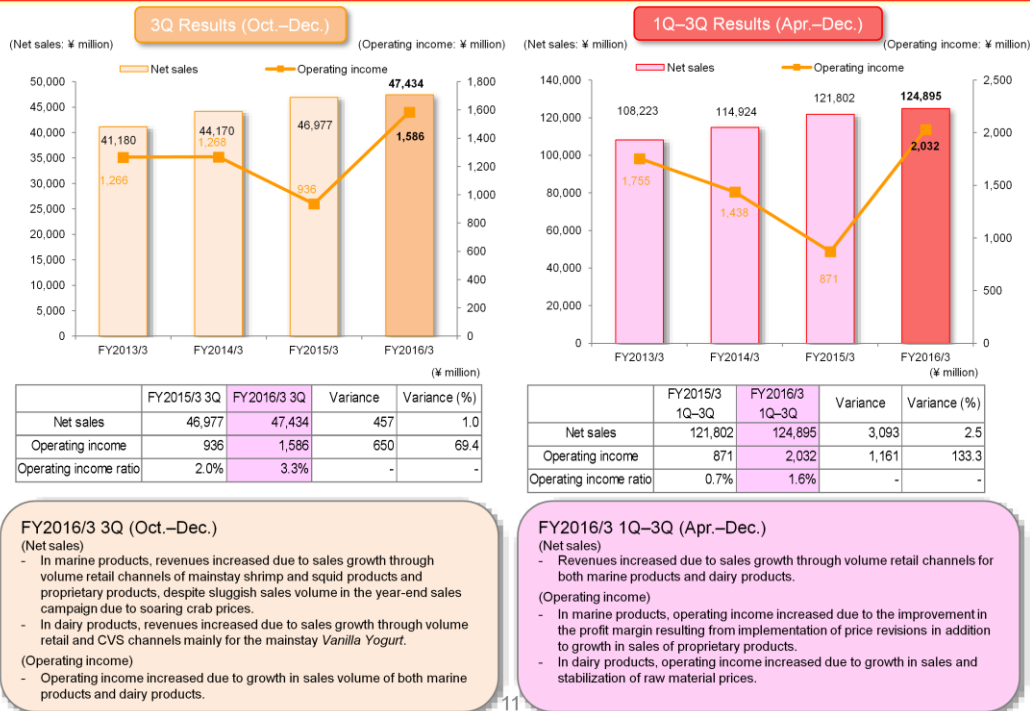 3Q Results (Oct.–Dec.)
(Net sales: ¥ million)
(Operating income: ¥ million)
Net sales
Operating income
50,000
45,000
40,000
35,000
30,000
25,000
20,000
15,000
10,000
5,000
0
1,800
1,600
1,400
1,200
1,000
800
600
400
200
0
41,180
44,170
46,977
47,434
1,266
1,268
936
1,586
FY2013/3
FY2014/3
FY2015/3
FY2016/3
(¥ million)
FY2015/3 3Q FY2016/3 3Q Variance Variance (%)
Net sales 46,977 47,434 457 1.0
Operating income 936 1,586 650 69.4
Operating income ratio 2.0% 3.3% - -
FY2016/3 3Q (Oct.–Dec.)
(Net sales)
- In marine products, revenues increased due to sales growth through
volume retail channels of mainstay shrimp and squid products and
proprietary products, despite sluggish sales volume in the year-end sales
campaign due to soaring crab prices.
- In dairy products, revenues increased due to sales growth through volume
retail and CVS channels mainly for the mainstay Vanilla Yogurt.
(Operating income)
- Operating income increased due to growth in sales volume of both marine
products and dairy products.
1Q–3Q Results (Apr.–Dec.)
(Net sales: ¥ million)
(Operating income: ¥ million)
Net sales
Operating income
140,000
120,000
100,000
80,000
60,000
40,000
20,000
0
2,500
2,000
1,500
1,000
500
0
108,223
114,924
121,802
124,895
1,755
1,438
871
2,032
FY2013/3
FY2014/3
FY2015/3
FY2016/3
(¥ million)
FY2015/3 FY2016/3 Variance Variance (%)
1Q–3Q 1Q–3Q
Net sales 121,802 124,895 3,093 2.5
Operating income 871 2,032 1,161 133.3
Operating income ratio 0.7% 1.6% - -
FY2016/3 1Q–3Q (Apr.–Dec.)
(Net sales)
- Revenues increased due to sales growth through volume retail channels for
both marine products and dairy products.
(Operating income)
- In marine products, operating income increased due to the improvement in
the profit margin resulting from implementation of price revisions in addition
to growth in sales of proprietary products.
- In dairy products, operating income increased due to growth in sales and
stabilization of raw material prices.
11